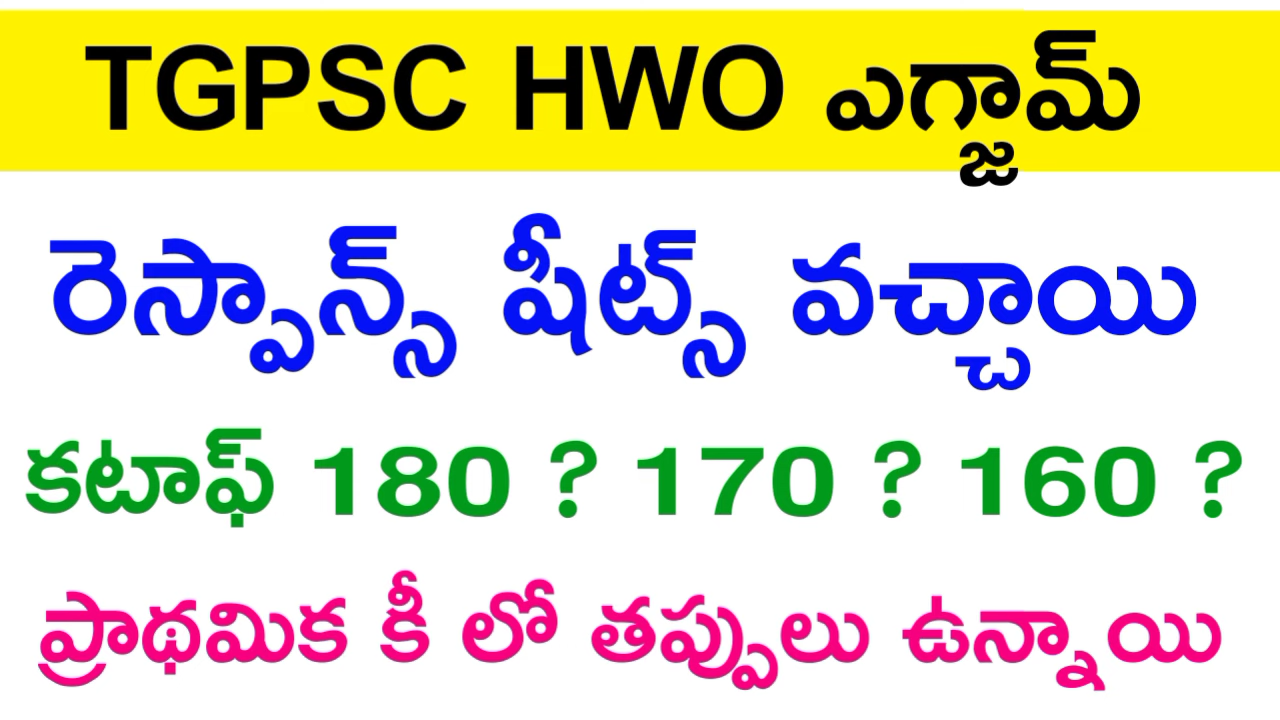 TGPSC HWO ఎగ్జామ్
రెస్పాన్స్ షీట్స్ వచ్చాయి
కటాఫ్ 180 ? 170 ? 160 ?
ప్రాథమిక కీ లో తప్పులు ఉన్నాయి